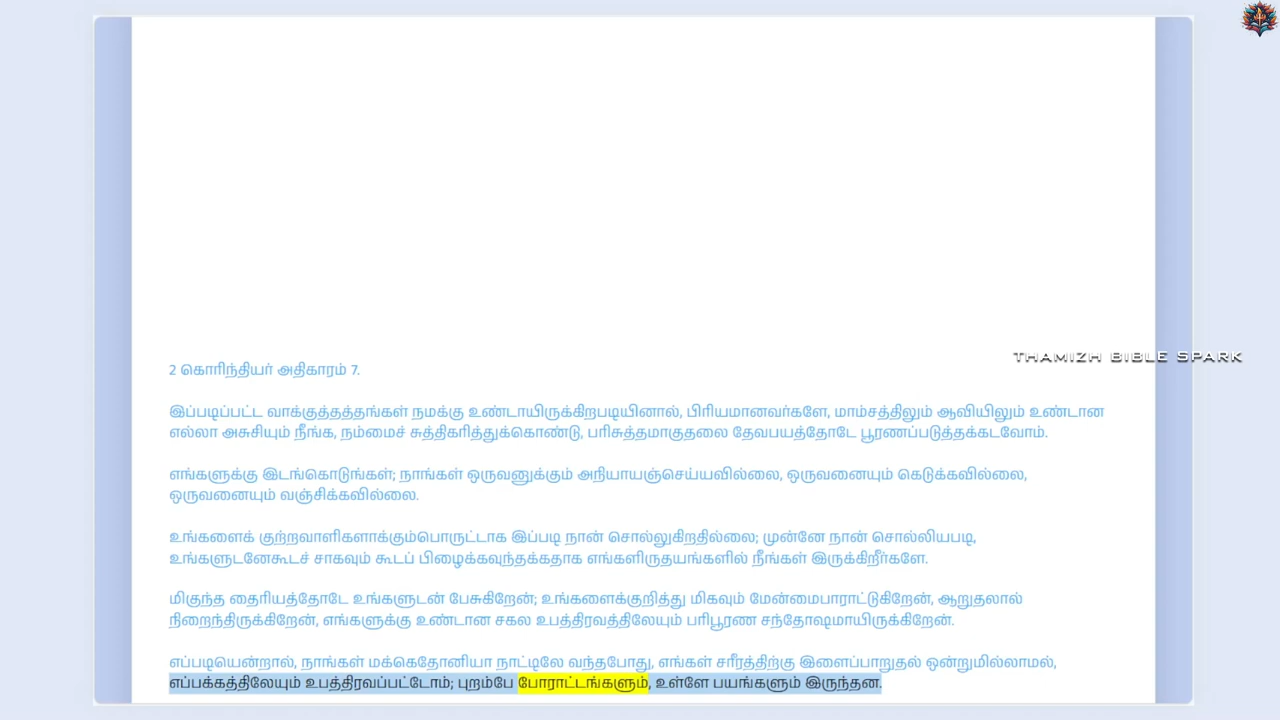 2 கொரிந்தியர் அதிகாரம் 7.
THAMIZH BIBLE SPARK
இப்படிப்பட்ட வாக்குத்தத்தங்கள் நமக்கு உண்டாயிருக்கிறபடியினால், பிரியமானவர்களே, மாம்சத்திலும் ஆவியிலும் உண்டான
எல்லா அசுசியும் நீங்க, நம்மைச் சுத்திகரித்துக்கொண்டு, பரிசுத்தமாகுதலை தேவபயத்தோடே பூரணப்படுத்தக்கடவோம்.
எங்களுக்கு இடங்கொடுங்கள்; நாங்கள் ஒருவனுக்கும் அநியாயஞ்செய்யவில்லை, ஒருவனையும் கெடுக்கவில்லை,
ஒருவனையும் வஞ்சிக்கவில்லை.
உங்களைக் குற்றவாளிகளாக்கும்பொருட்டாக இப்படி நான் சொல்லுகிறதில்லை; முன்னே நான் சொல்லியபடி,
உங்களுடனேகூடச் சாகவும் கூடப் பிழைக்கவுந்தக்கதாக எங்களிருதயங்களில் நீங்கள் இருக்கிறீர்களே.
மிகுந்த தைரியத்தோடே உங்களுடன் பேசுகிறேன்; உங்களைக்குறித்து மிகவும் மேன்மைபாராட்டுகிறேன், ஆறுதலால்
நிறைந்திருக்கிறேன், எங்களுக்கு உண்டான சகல உபத்திரவத்திலேயும் பரிபூரண சந்தோஷமாயிருக்கிறேன்.
எப்படியென்றால், நாங்கள் மக்கெதோனியா நாட்டிலே வந்தபோது, எங்கள் சரீரத்திற்கு இளைப்பாறுதல் ஒன்றுமில்லாமல்,
எப்பக்கத்திலேயும் உபத்திரவப்பட்டோம்; புறம்பே போராட்டங்களும், உள்ளே பயங்களும் இருந்தன.